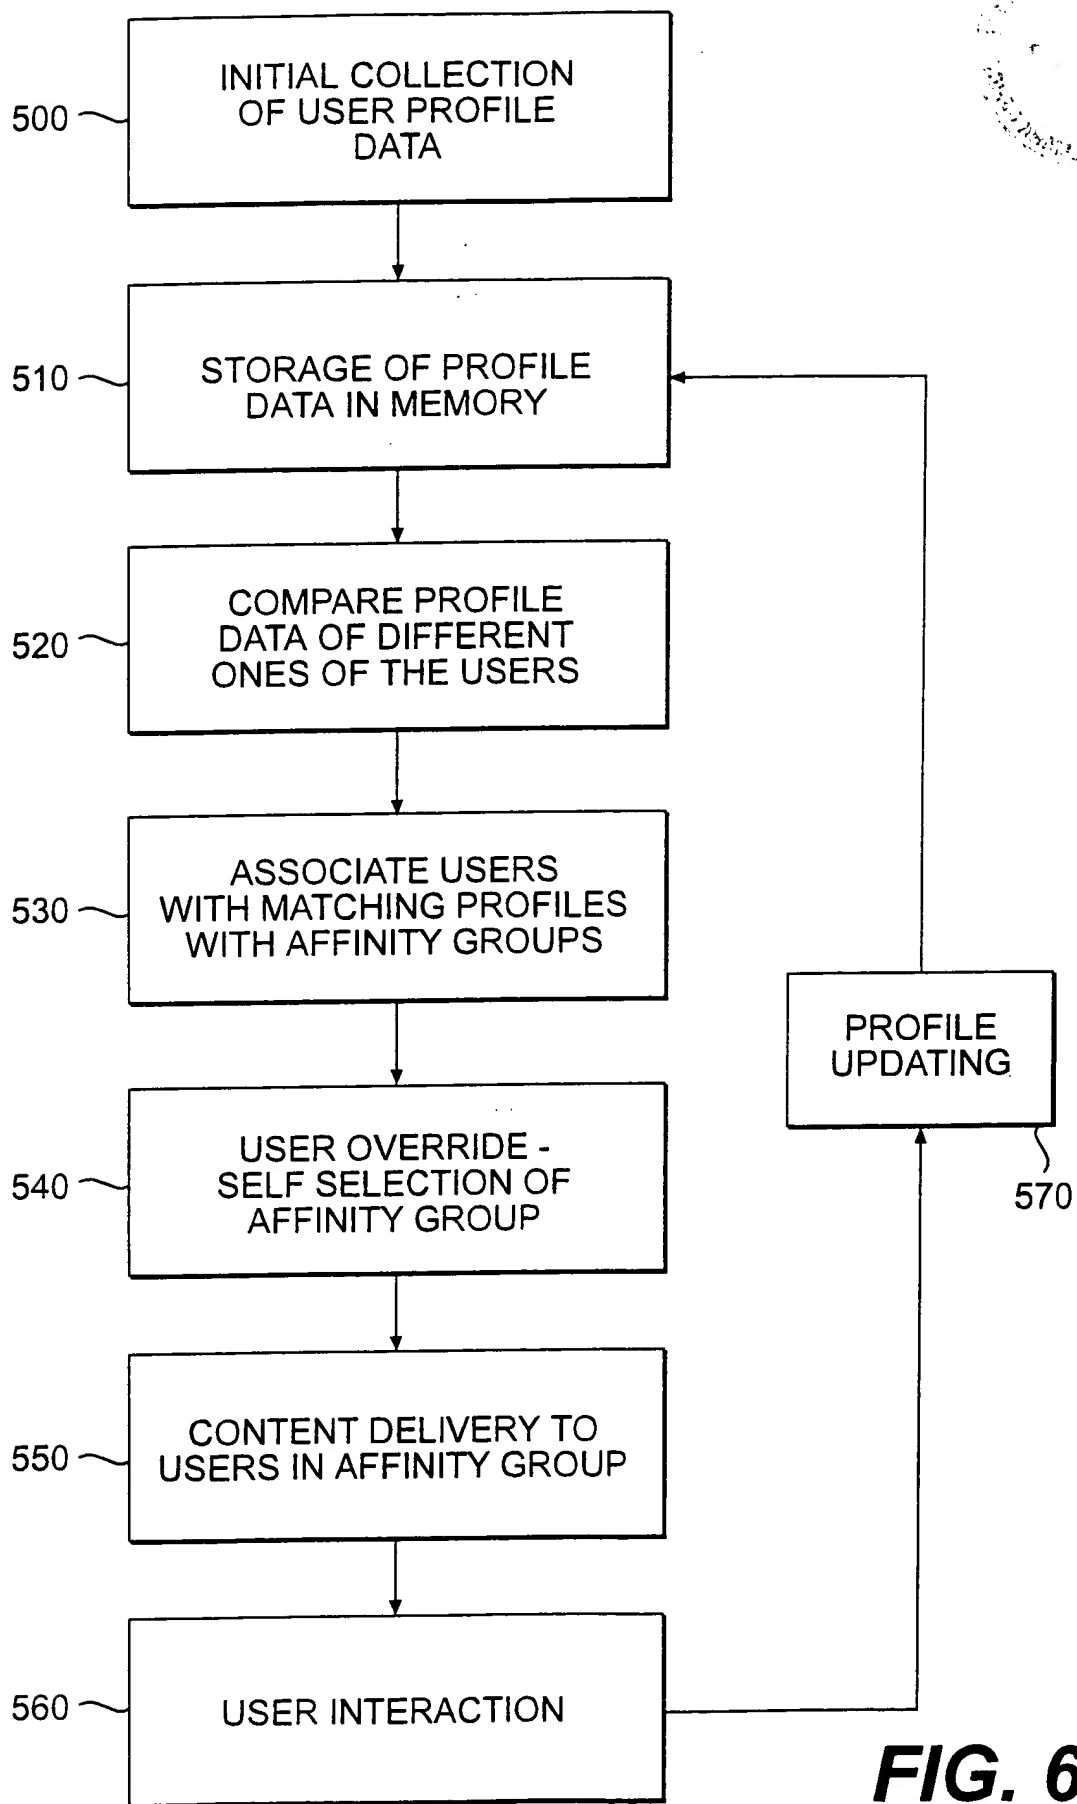 INITIAL COLLECTION
OF USER PROFILE
DATA
500
STORAGE OF PROFILE
DATA IN MEMORY
510
COMPARE PROFILE
DATA OF DIFFERENT
ONES OF THE USERS
520
ASSOCIATE USERS
WITH MATCHING PROFILES
WITH AFFINITY GROUPS
530
PROFILE
UPDATING
570
USER OVERRIDE -
SELF SELECTION OF
AFFINITY GROUP
540
CONTENT DELIVERY TO
USERS IN AFFINITY GROUP
550
USER INTERACTION
560
FIG. 6